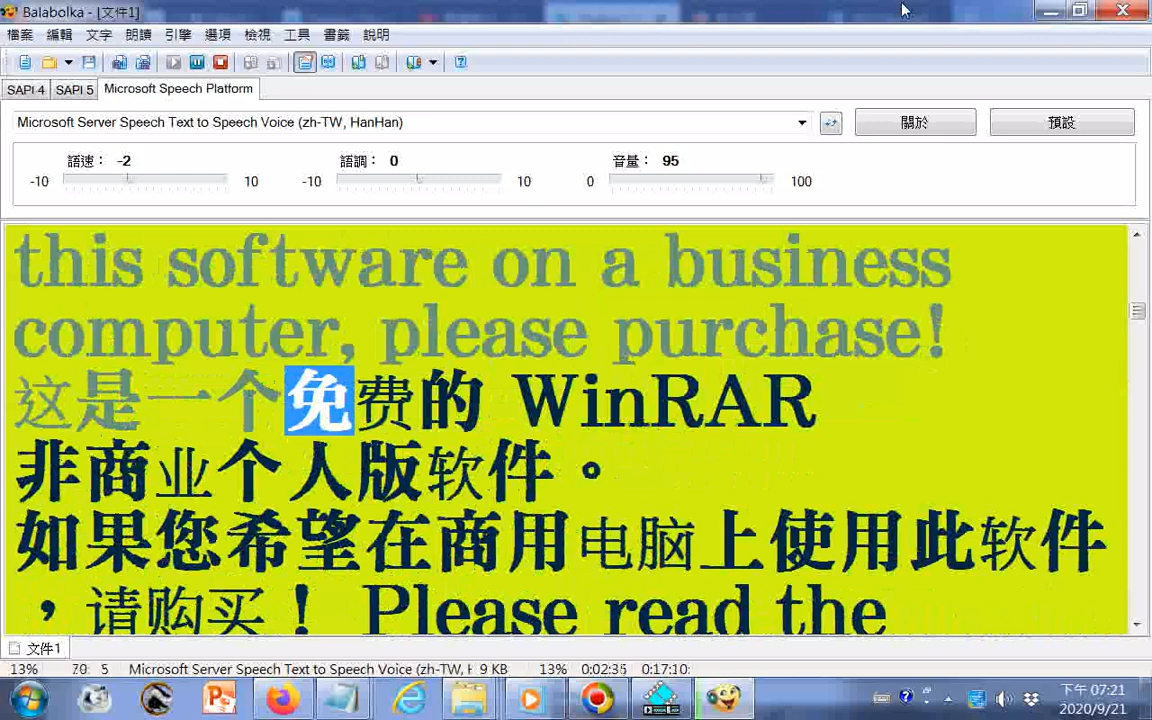 Balabolka - [文件1]
檔案 編輯 文字 朗讀 引擎 選項 檢視 工具 書籤 說明
SAPI 4 SAPI 5 Microsoft Speech Platform
Microsoft Server Speech Text to Speech Voice (zh-TW, HanHan) 關於 預設
語速： -2 語調： 0 音量： 95
-10 10 -10 10 0 100
this software on a business
computer, please purchase!
这是一个免费的 WinRAR
非商业个人版软件。
如果您希望在商用电脑上使用此软件
，请购买！ Please read the
文件1
13% 5 Microsoft Server Speech Text to Speech Voice (zh-TW, 9 KB 13% 0:02:35 0:17:10
下午 07:21
2020/9/21